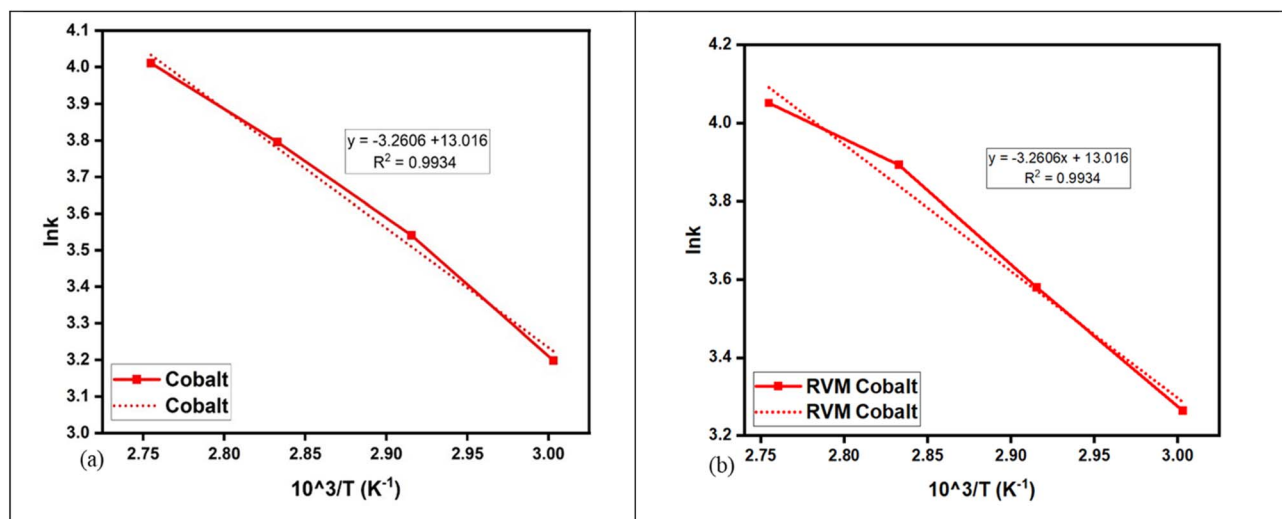 4.1
4.0
3.9
3.8
3.7
3.6
3.5
3.4
3.3
3.2
3.1
3.0
lnk
y = -3.2606 +13.016
R² = 0.9934
Cobalt
Cobalt
2.75 2.80 2.85 2.90 2.95 3.00
(a)
10^3/T (K⁻¹)
4.2
4.0
3.8
3.6
3.4
3.2
lnk
y = -3.2606x + 13.016
R² = 0.9934
RVM Cobalt
RVM Cobalt
2.75 2.80 2.85 2.90 2.95 3.00
(b)
10^3/T (K⁻¹)